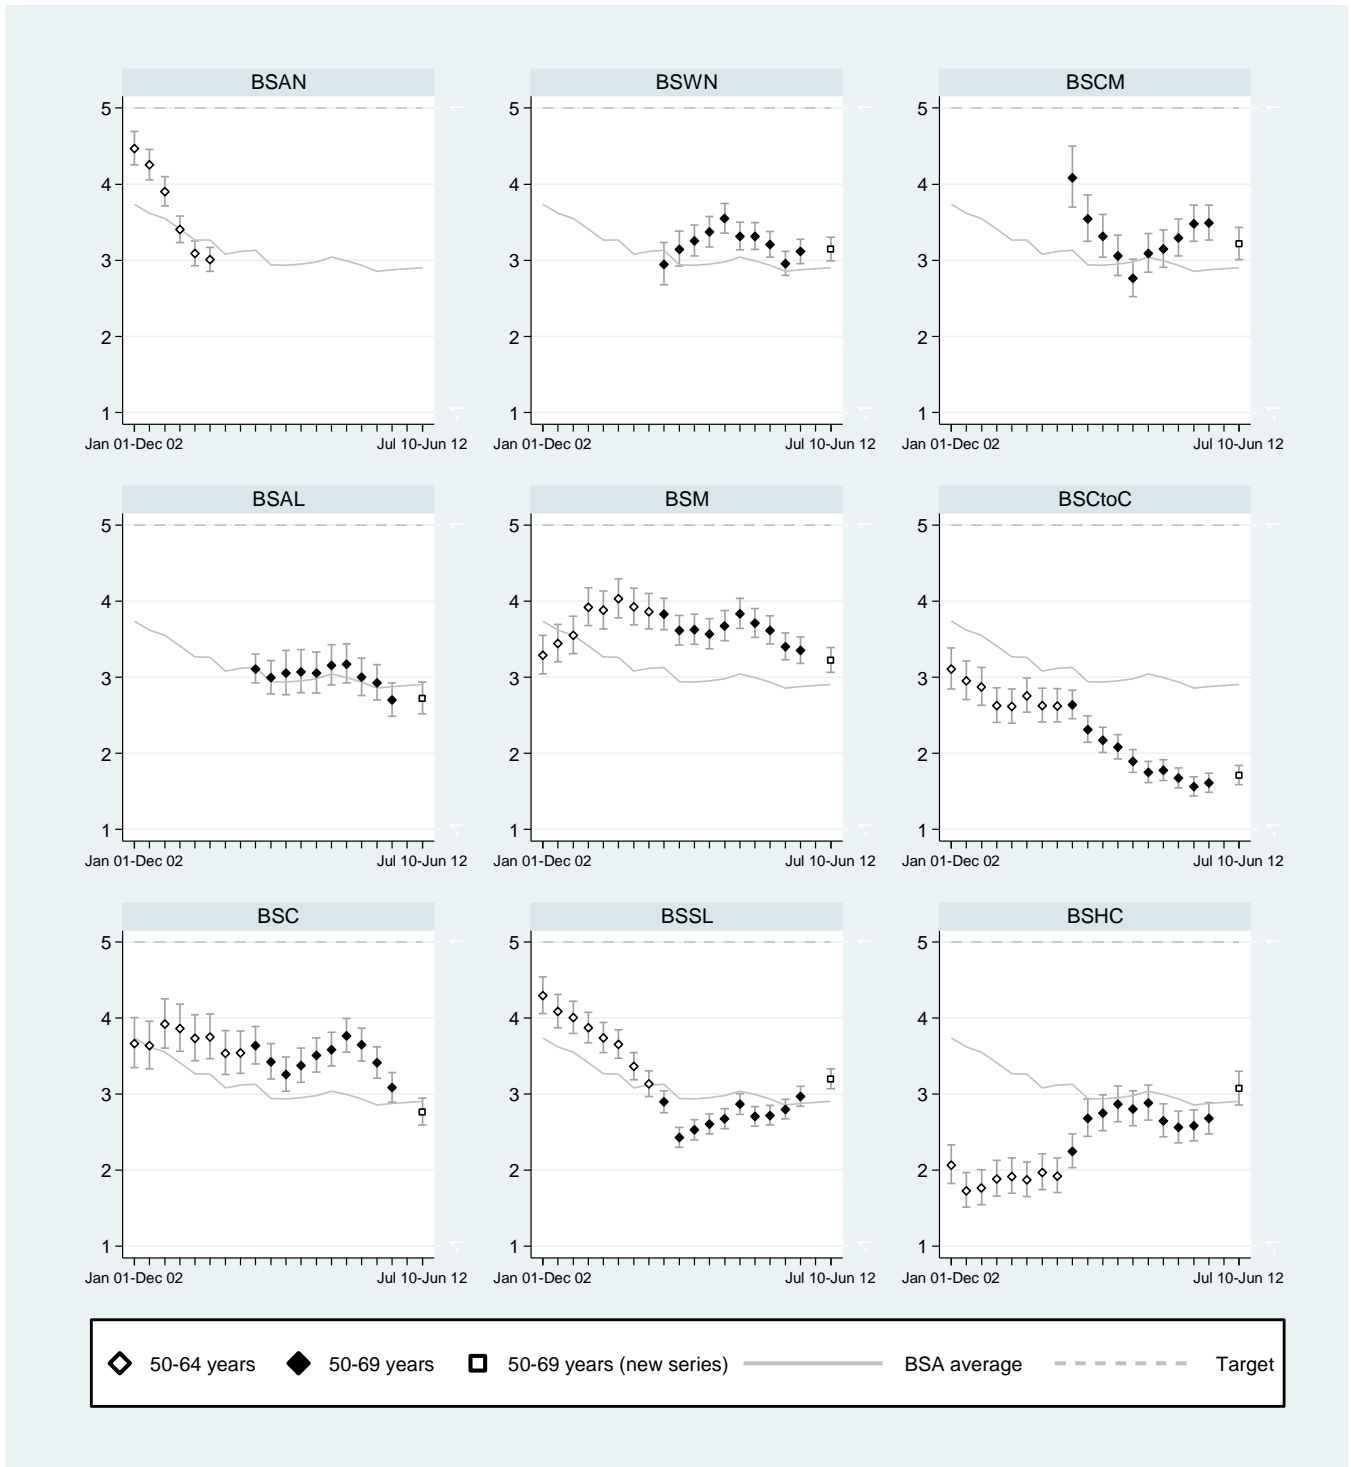 BSAN BSWN BSCM
5 5 5
4 4 4
3 3 3
2 2 2
1 1 1
Jan 01-Dec 02 Jul 10-Jun 12 Jan 01-Dec 02 Jul 10-Jun 12 Jan 01-Dec 02 Jul 10-Jun 12
BSAL BSM BSCtoC
5 5 5
4 4 4
3 3 3
2 2 2
1 1 1
Jan 01-Dec 02 Jul 10-Jun 12 Jan 01-Dec 02 Jul 10-Jun 12 Jan 01-Dec 02 Jul 10-Jun 12
BSC BSSL BSHC
5 5 5
4 4 4
3 3 3
2 2 2
1 1 1
Jan 01-Dec 02 Jul 10-Jun 12 Jan 01-Dec 02 Jul 10-Jun 12 Jan 01-Dec 02 Jul 10-Jun 12
50-64 years 50-69 years 50-69 years (new series) BSA average Target